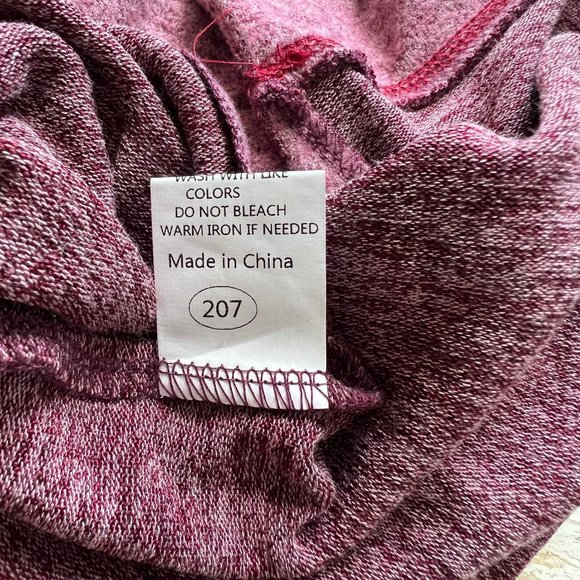 WASH WITH LIKE
COLORS
DO NOT BLEACH
WARM IRON IF NEEDED
Made in China
207